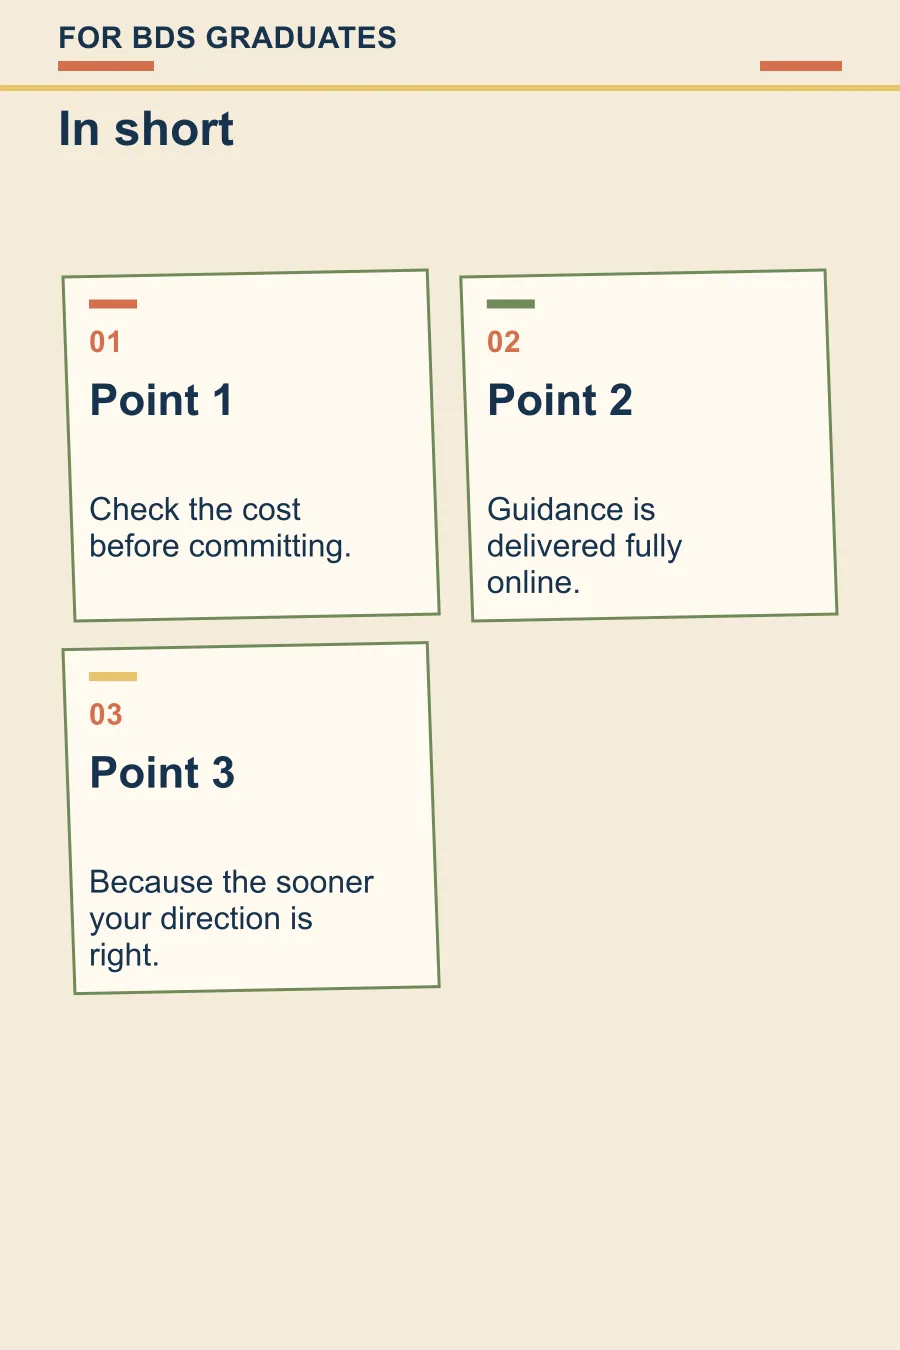 FOR BDS GRADUATES
In short
01
Point 1
Check the cost
before committing.
02
Point 2
Guidance is
delivered fully
online.
03
Point 3
Because the sooner
your direction is
right.